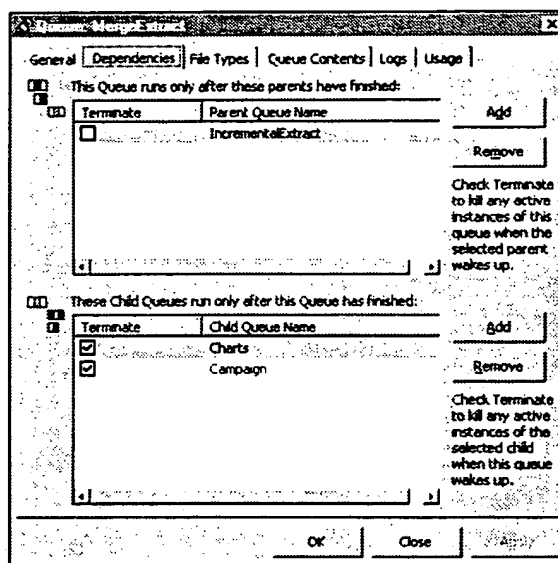 General Dependencies File Types Queue Contents Logs Usage
This Queue runs only after these parents have finished:
Terminate Parent Queue Name
IncrementalExtract
Add
Remove
Check Terminate
to kill any active
instances of this
queue when the
selected parent
wakes up.
These Child Queues run only after this Queue has finished:
Terminate Child Queue Name
Charts
Campaign
Add
Remove
Check Terminate
to kill any active
instances of the
selected child
when this queue
wakes up.
OK Close Apply